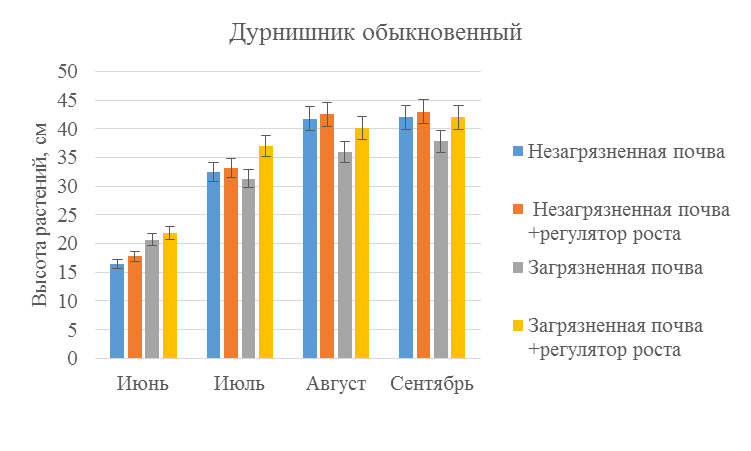 Дурнишник обыкновенный
50
45
40
35
30
25
20
15
10
5
0
Высота растений, см
Июнь Июль Август Сентябрь
Незагрязненная почва
Незагрязненная почва
+регулятор роста
Загрязненная почва
Загрязненная почва
+регулятор роста